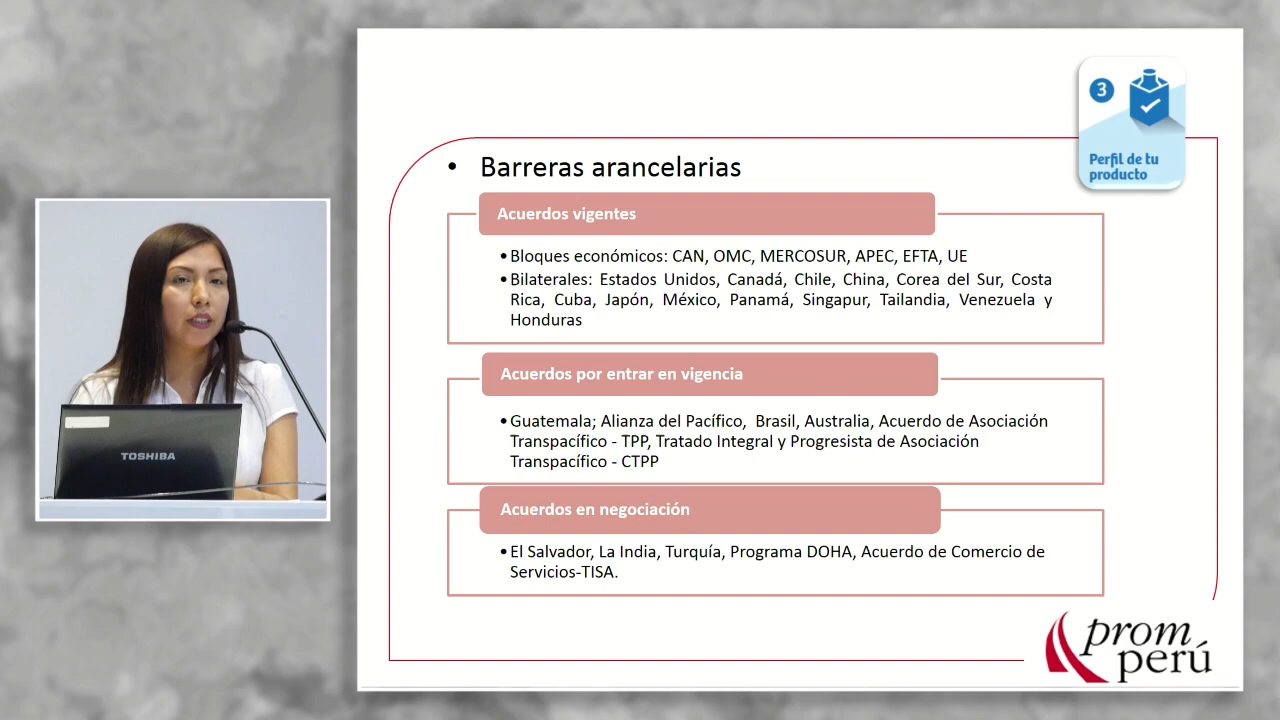 3
Perfil de tu
producto
• Barreras arancelarias
Acuerdos vigentes
• Bloques económicos: CAN, OMC, MERCOSUR, APEC, EFTA, UE
• Bilaterales: Estados Unidos, Canadá, Chile, China, Corea del Sur, Costa
Rica, Cuba, Japón, México, Panamá, Singapur, Tailandia, Venezuela y
Honduras
Acuerdos por entrar en vigencia
• Guatemala; Alianza del Pacífico, Brasil, Australia, Acuerdo de Asociación
Transpacífico - TPP, Tratado Integral y Progresista de Asociación
Transpacífico - CTPP
Acuerdos en negociación
• El Salvador, La India, Turquía, Programa DOHA, Acuerdo de Comercio de
Servicios-TISA.
TOSHIBA
prom
perú